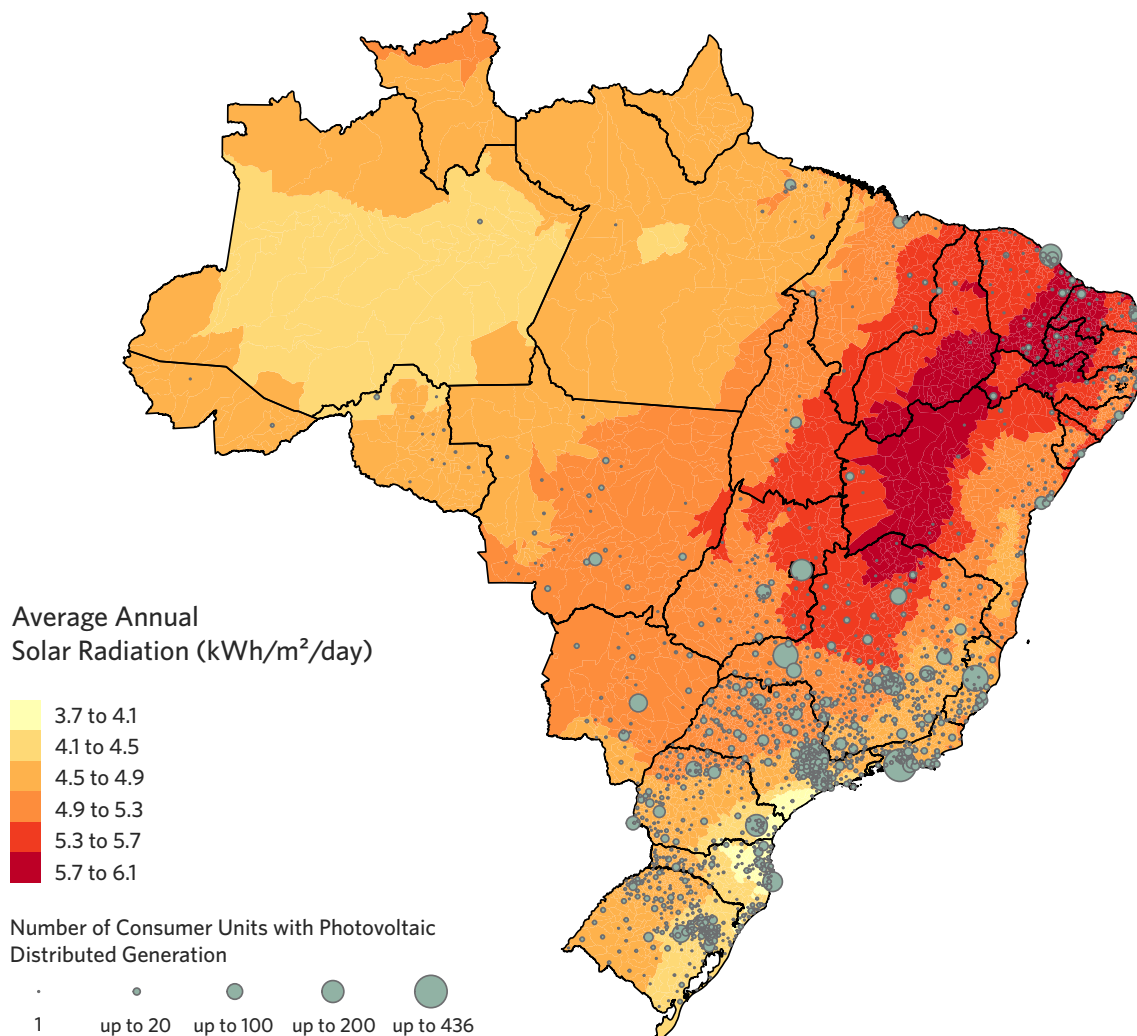 Average Annual
Solar Radiation (kWh/m²/day)
3.7 to 4.1
4.1 to 4.5
4.5 to 4.9
4.9 to 5.3
5.3 to 5.7
5.7 to 6.1
Number of Consumer Units with Photovoltaic
Distributed Generation
1 up to 20 up to 100 up to 200 up to 436